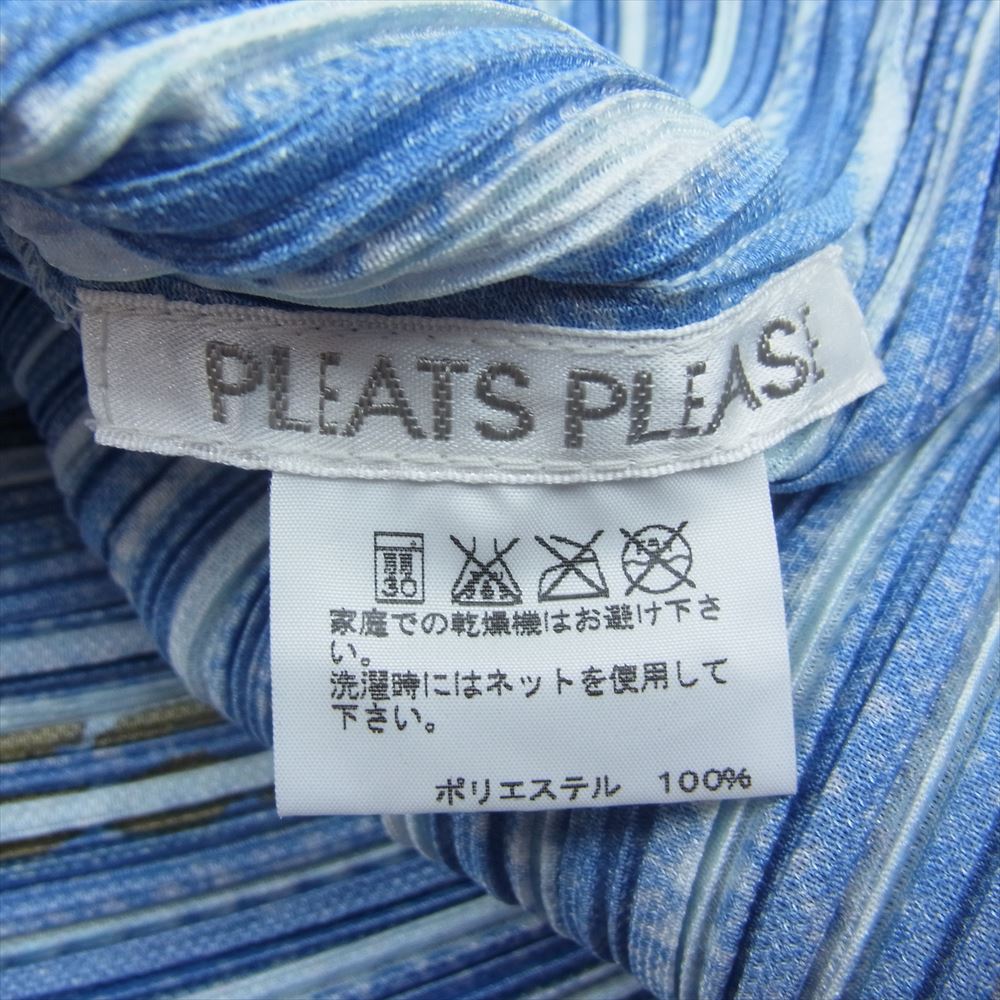 PLEATS PLEASE
弱
30
家庭での乾燥機はお避け下さ
い。
洗濯時にはネットを使用して
下さい。
ポリエステル 100%